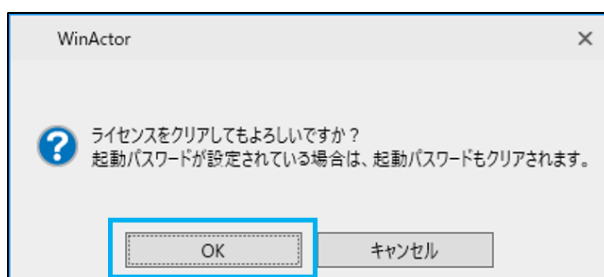 WinActor
ライセンスをクリアしてもよろしいですか？
起動パスワードが設定されている場合は、起動パスワードもクリアされます。
OK
キャンセル